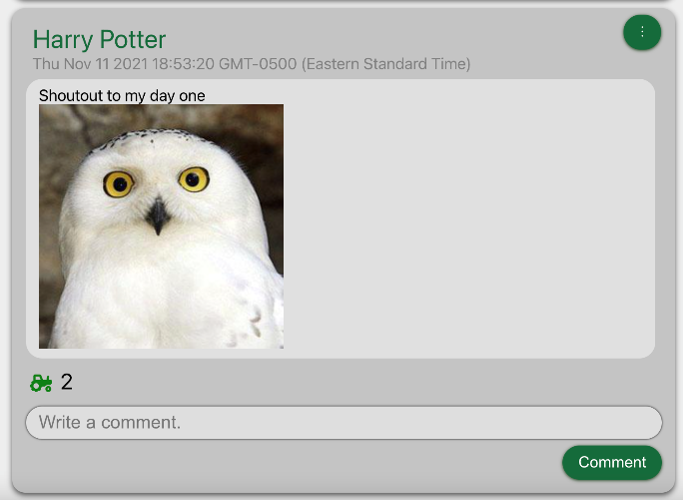 Harry Potter
Thu Nov 11 2021 18:53:20 GMT-0500 (Eastern Standard Time)
Shoutout to my day one
2
Write a comment.
Comment